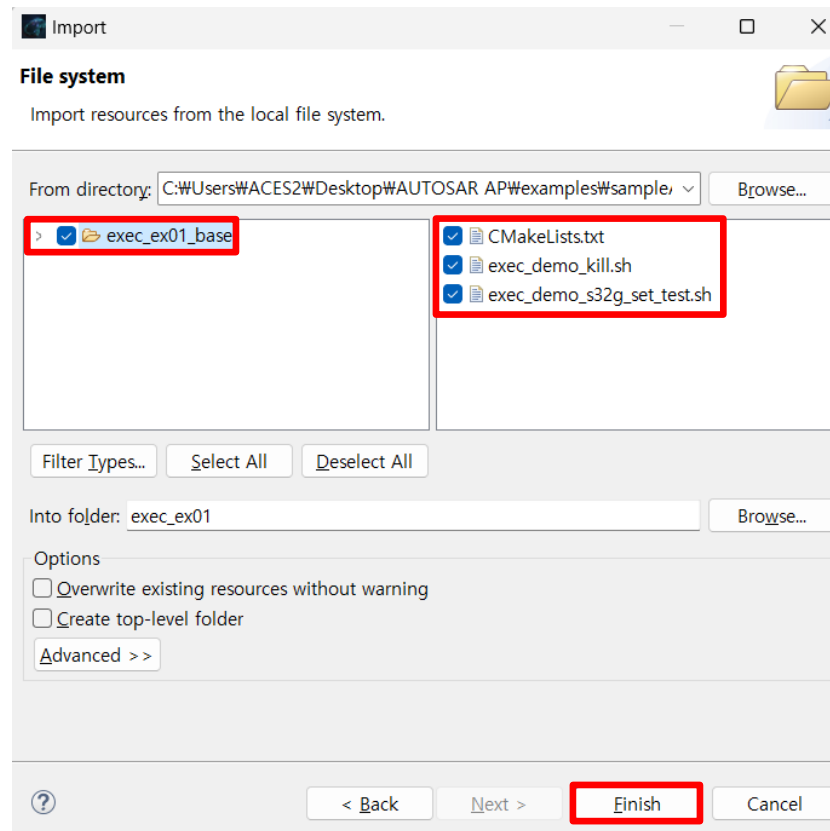 Import
File system
Import resources from the local file system.
From directory: C:₩Users₩ACES2₩Desktop₩AUTOSAR AP₩examples₩sample
Browse...
exec_ex01_base
CMakeLists.txt
exec_demo_kill.sh
exec_demo_s32g_set_test.sh
Filter Types... Select All Deselect All
Into folder: exec_ex01 Browse...
Options
Overwrite existing resources without warning
Create top-level folder
Advanced >>
? < Back Next > Finish Cancel